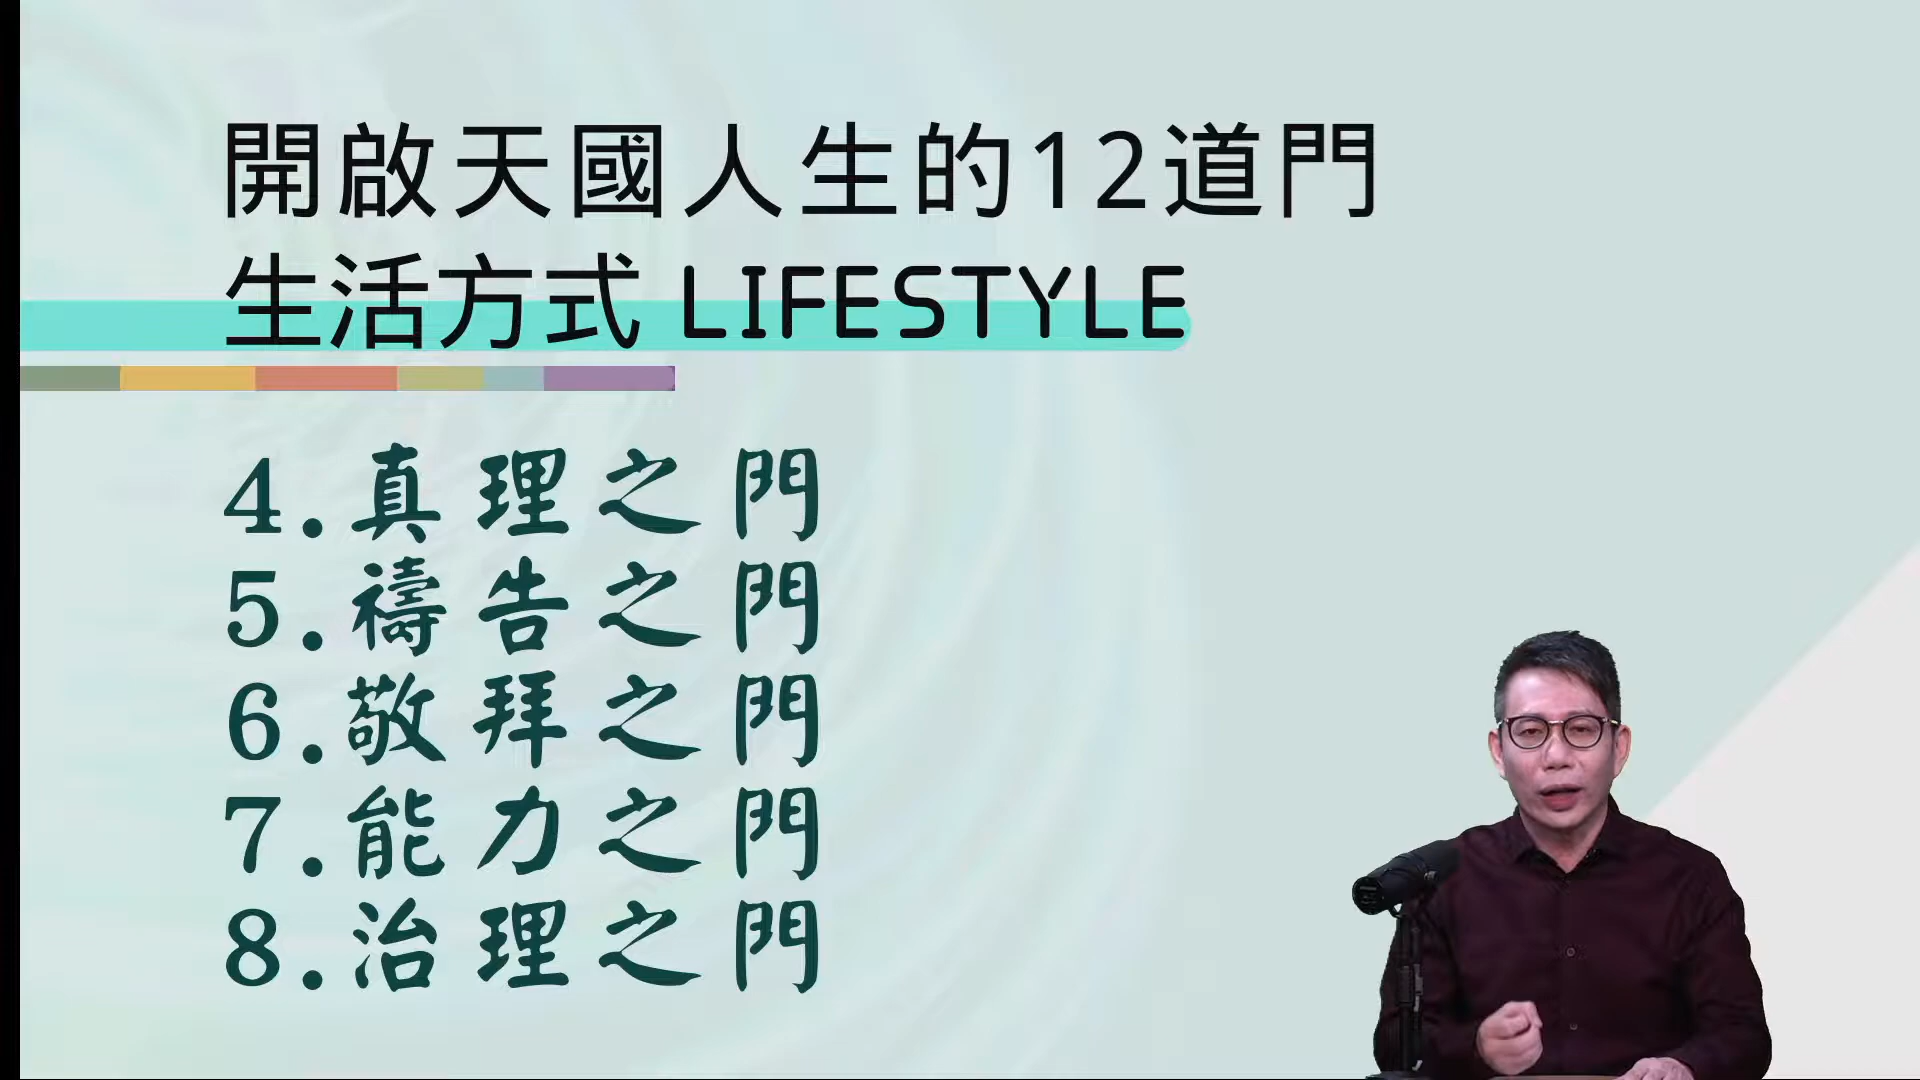 開啟天國人生的12道門
生活方式 LIFESTYLE
4.真理之門
5.禱告之門
6.敬拜之門
7.能力之門
8.治理之門